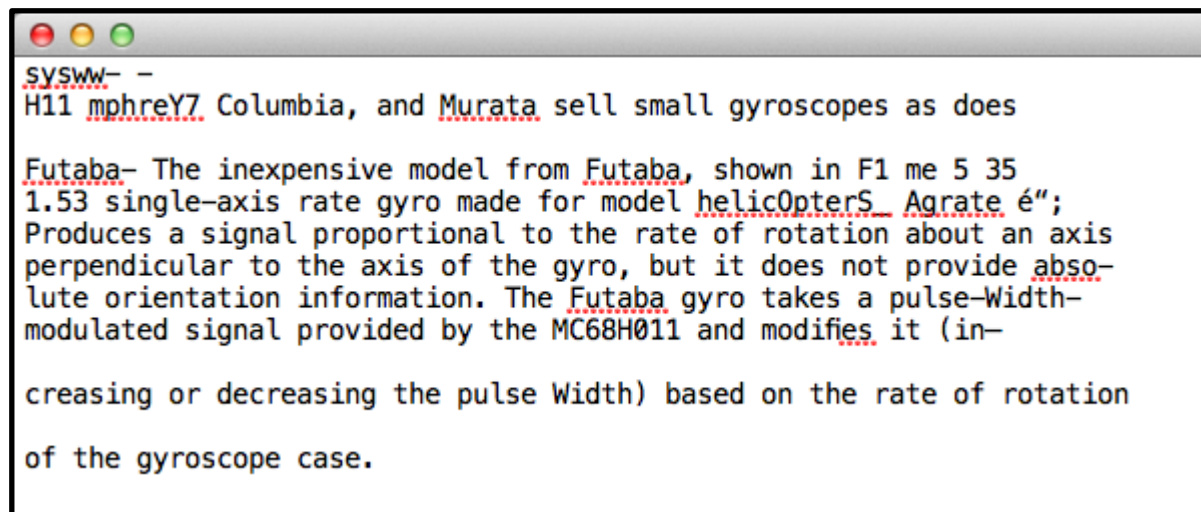 sysww– –
H11 mphreY7 Columbia, and Murata sell small gyroscopes as does
Futaba– The inexpensive model from Futaba, shown in F1 me 5 35
1.53 single–axis rate gyro made for model helicOpterS_ Agrate é“;
Produces a signal proportional to the rate of rotation about an axis
perpendicular to the axis of the gyro, but it does not provide abso–
lute orientation information. The Futaba gyro takes a pulse–Width–
modulated signal provided by the MC68H011 and modifies it (in—
creasing or decreasing the pulse Width) based on the rate of rotation
of the gyroscope case.